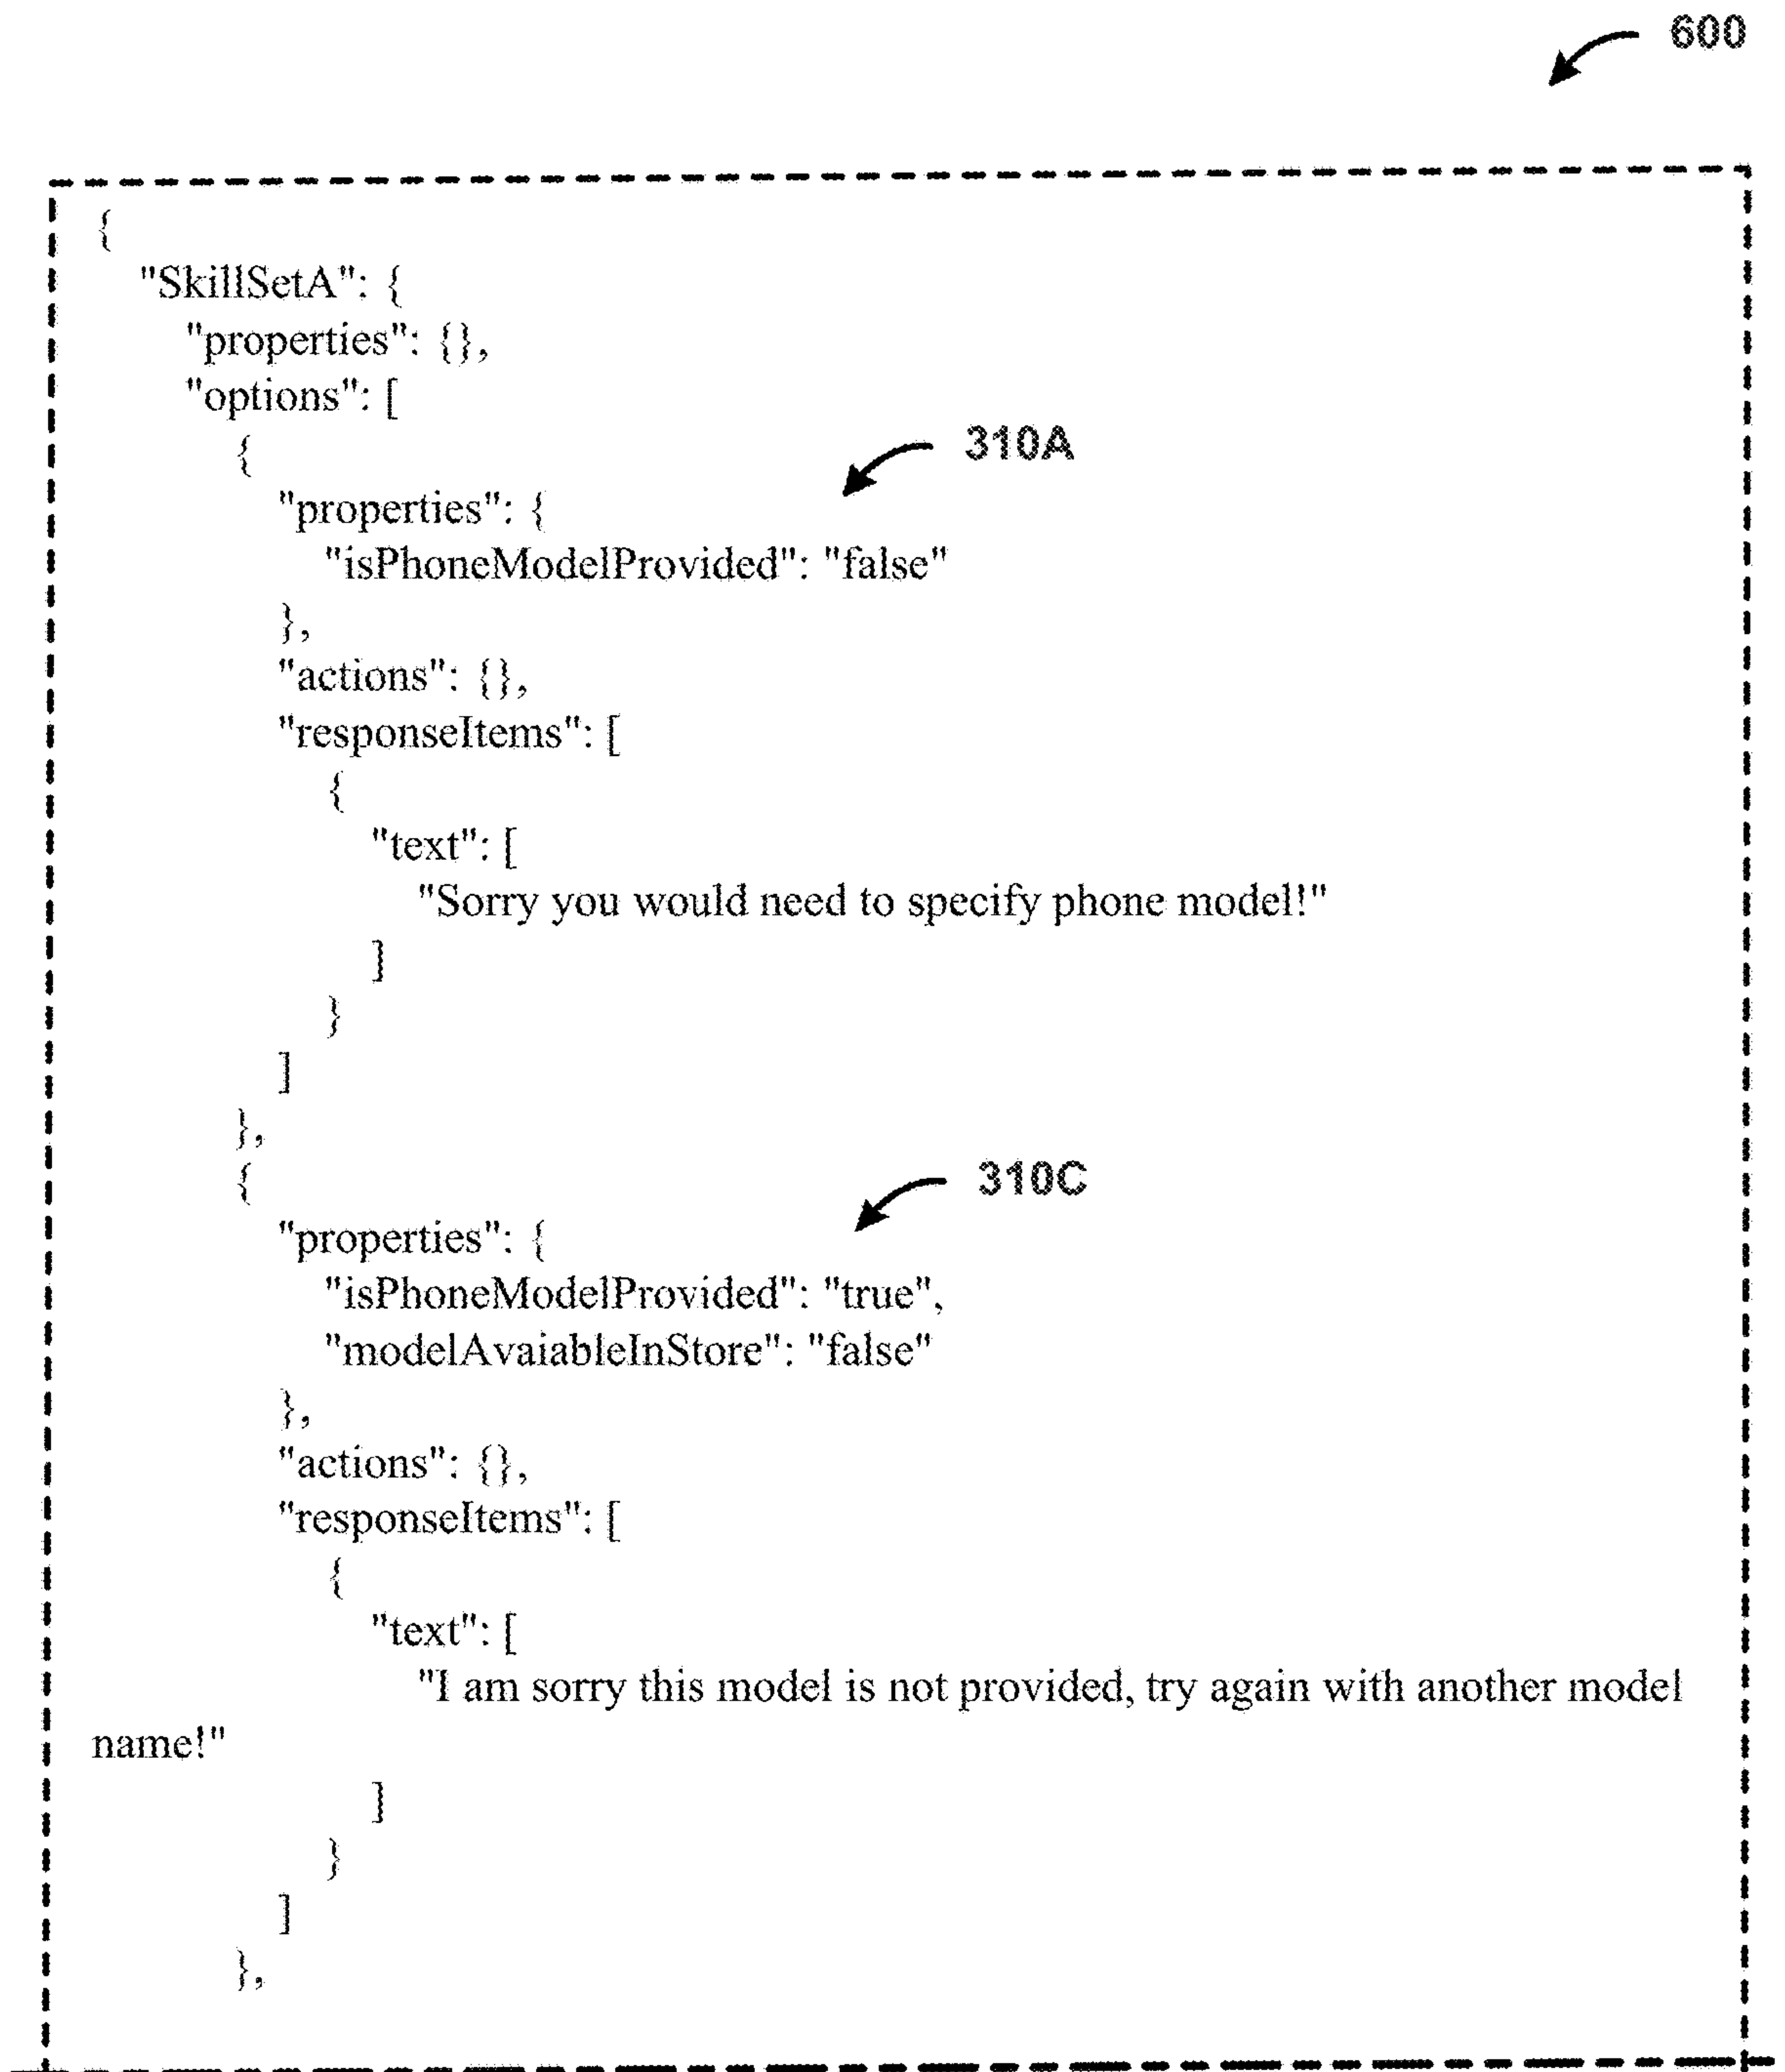 600
{
"SkillSetA": {
"properties": {},
"options": [
{
310A
"properties": {
"isPhoneModelProvided": "false"
},
"actions": {},
"responseItems": [
{
"text": [
"Sorry you would need to specify phone model!"
]
}
]
},
{
310C
"properties": {
"isPhoneModelProvided": "true",
"modelAvaiableInStore": "false"
},
"actions": {},
"responseItems": [
{
"text": [
"I am sorry this model is not provided, try again with another model
name!"
]
}
]
},